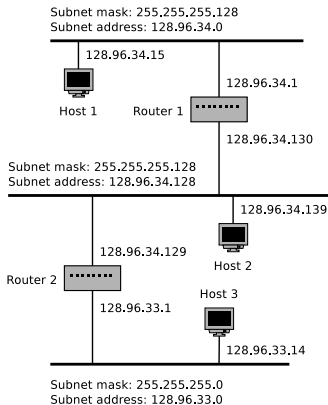 Subnet mask: 255.255.255.128
Subnet address: 128.96.34.0
128.96.34.15
128.96.34.1
Host 1
Router 1
128.96.34.130
Subnet mask: 255.255.255.128
Subnet address: 128.96.34.128
128.96.34.139
128.96.34.129
Host 2
Router 2
Host 3
128.96.33.1
128.96.33.14
Subnet mask: 255.255.255.0
Subnet address: 128.96.33.0